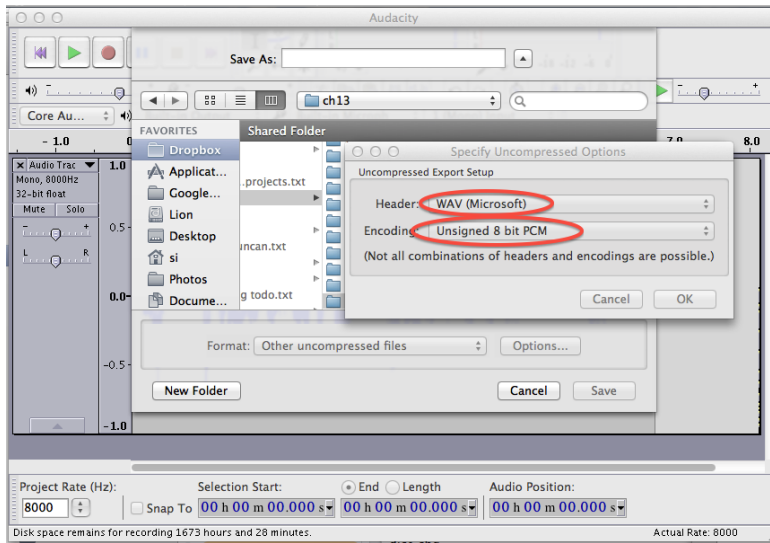 Audacity
Save As:
Core Au...
ch13
- 1.0
7.0
8.0
FAVORITES
Shared Folder
Dropbox
Applicat...
Google...
Lion
Desktop
si
Photos
Docume...
.projects.txt
uncan.txt
g todo.txt
Audio Trac
Mono, 8000Hz
32-bit float
Mute Solo
- +
L R
1.0
0.5-
0.0-
-0.5-
-1.0
Specify Uncompressed Options
Uncompressed Export Setup
Header: WAV (Microsoft)
Encoding: Unsigned 8 bit PCM
(Not all combinations of headers and encodings are possible.)
Cancel OK
Format: Other uncompressed files Options...
New Folder Cancel Save
Project Rate (Hz): Selection Start: End Length Audio Position:
8000 Snap To 00 h 00 m 00.000 s 00 h 00 m 00.000 s 00 h 00 m 00.000 s
Disk space remains for recording 1673 hours and 28 minutes. Actual Rate: 8000